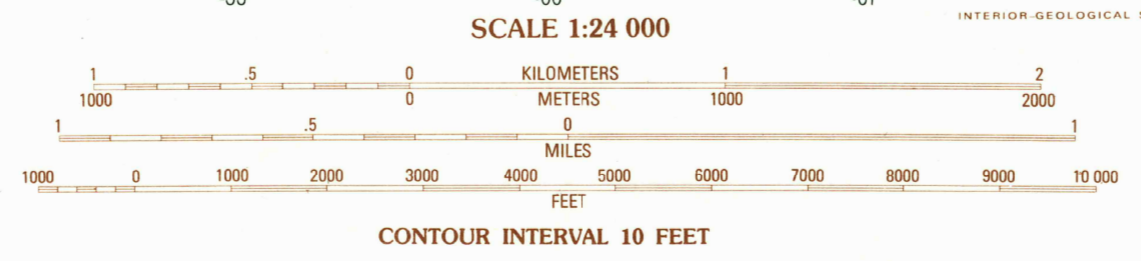 INTERIOR-GEOLOGICAL
SCALE 1:24 000
1 .5 0 KILOMETERS 1 2
1000 0 METERS 1000 2000
1 .5 0 1
MILES
1000 0 1000 2000 3000 4000 5000 6000 7000 8000 9000 10 000
FEET
CONTOUR INTERVAL 10 FEET